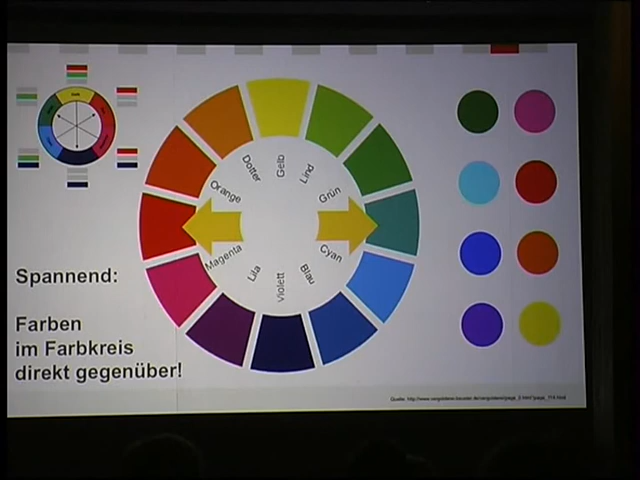 Gelb
Dotter
Lind
Orange
Grün
Magenta
Cyan
Lila
Blau
Violett
Spannend:
Farben
im Farbkreis
direkt gegenüber!